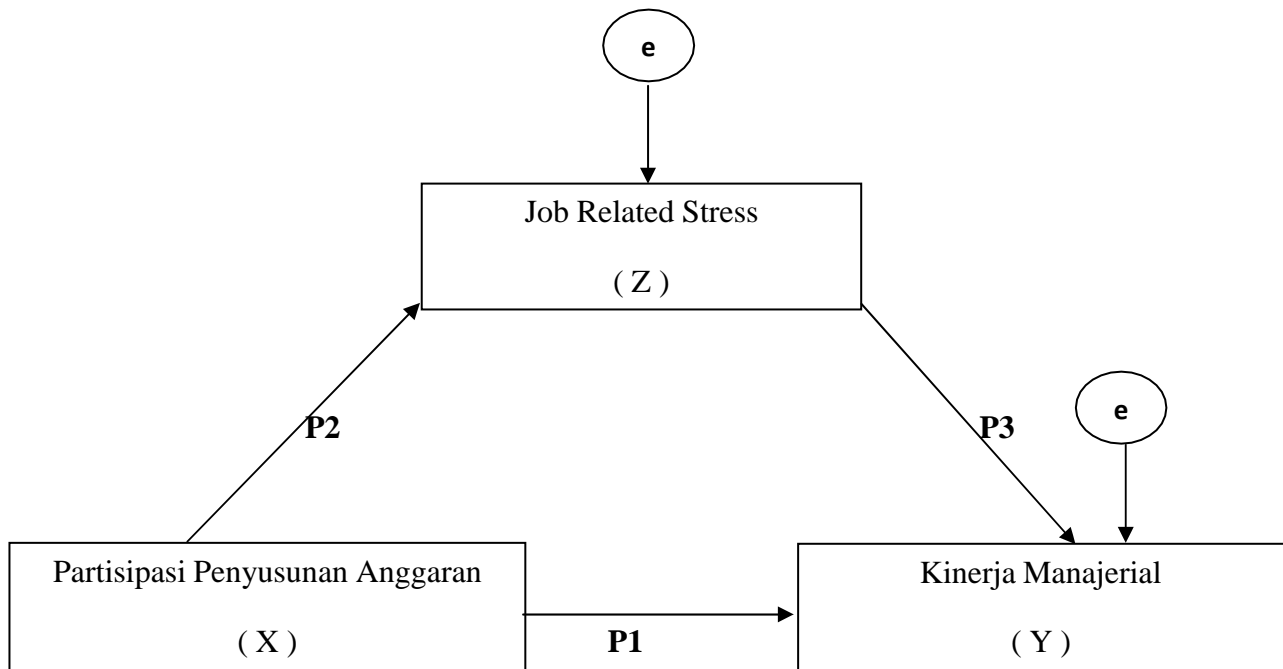 e
Job Related Stress
( Z )
P2
P3
e
Partisipasi Penyusunan Anggaran
( X )
P1
Kinerja Manajerial
( Y )